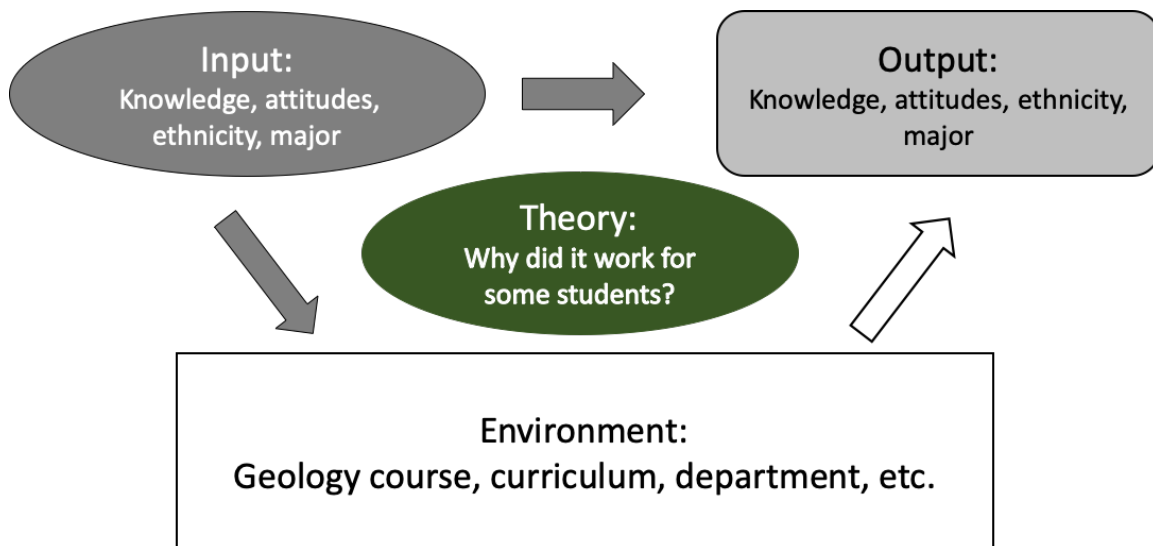 Input:
Knowledge, attitudes,
ethnicity, major
Output:
Knowledge, attitudes, ethnicity,
major
Theory:
Why did it work for
some students?
Environment:
Geology course, curriculum, department, etc.